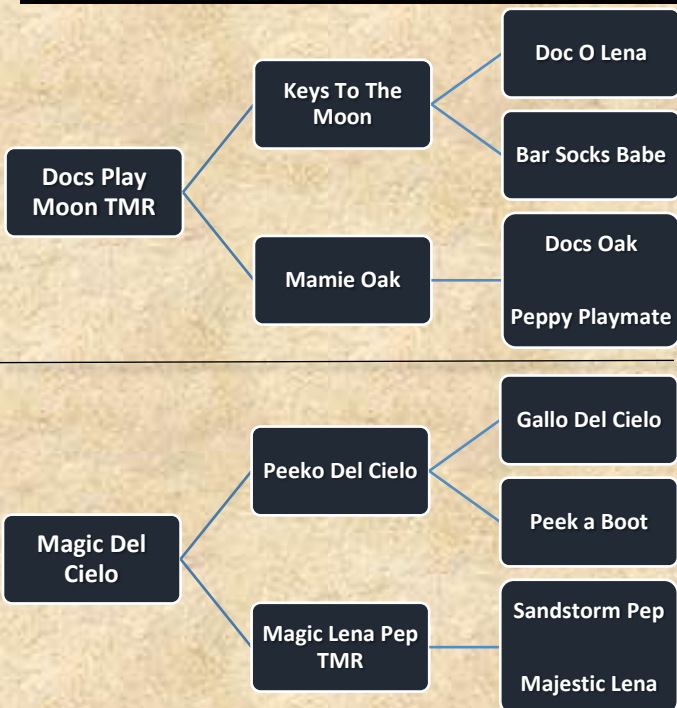 Docs Play
Moon TMR
Keys To The
Moon
Doc O Lena
Bar Socks Babe
Mamie Oak
Docs Oak
Peppy Playmate
Magic Del
Cielo
Peeko Del Cielo
Gallo Del Cielo
Peek a Boot
Magic Lena Pep
TMR
Sandstorm Pep
Majestic Lena